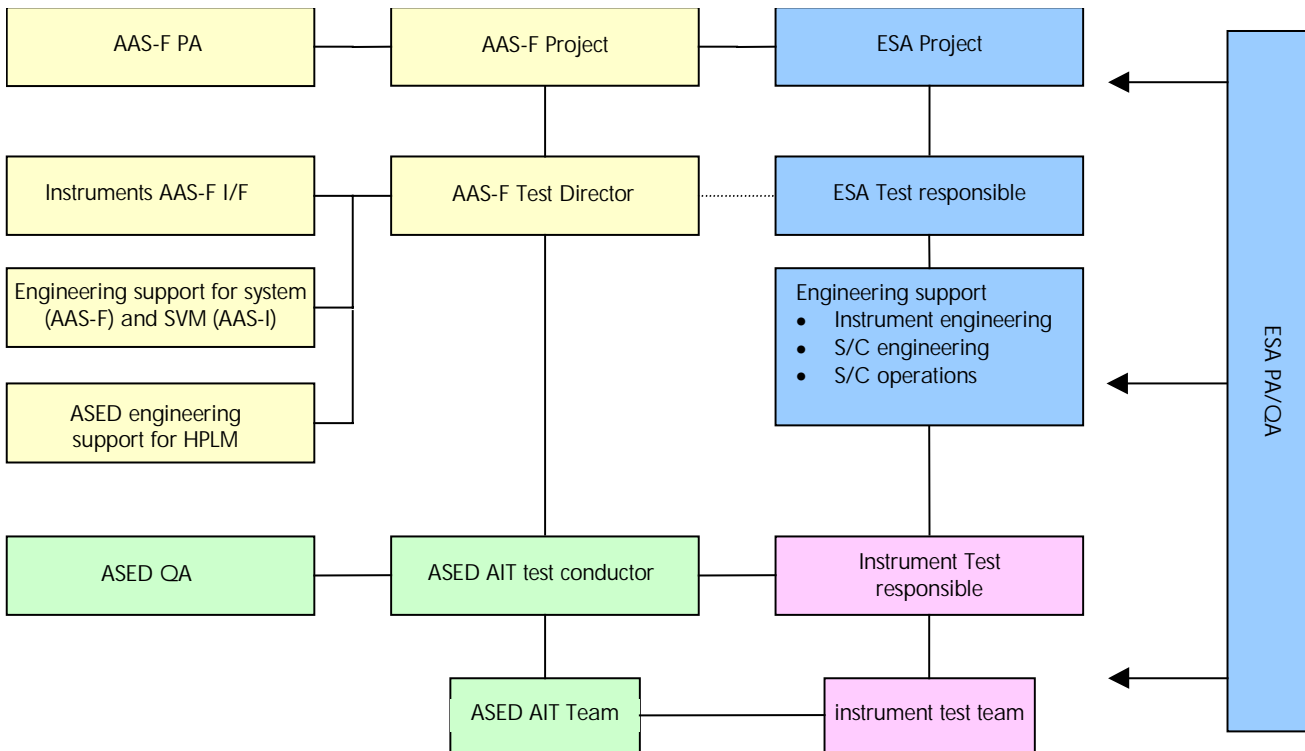 AAS-F PA
AAS-F Project
ESA Project
Instruments AAS-F I/F
AAS-F Test Director
ESA Test responsible
Engineering support for system
(AAS-F) and SVM (AAS-I)
Engineering support
• Instrument engineering
• S/C engineering
• S/C operations
ASED engineering
support for HPLM
ESA PA/QA
ASED QA
ASED AIT test conductor
Instrument Test
responsible
ASED AIT Team
instrument test team